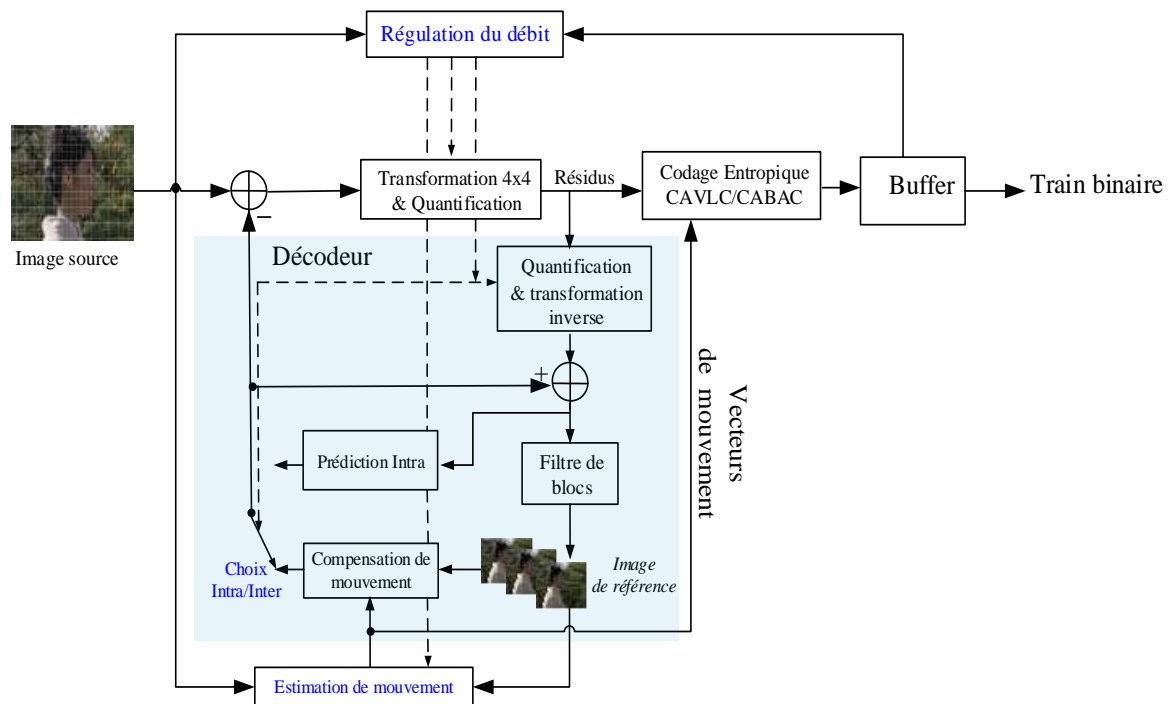 Régulation du débit
Image source
Transformation 4x4
& Quantification
Résidus
Codage Entropique
CAVLC/CABAC
Buffer
Train binaire
−
Décodeur
Quantification
& transformation
inverse
+
Prédiction Intra
Filtre de
blocs
Vecteurs
de mouvement
Choix
Intra/Inter
Compensation de
mouvement
Image
de référence
Estimation de mouvement